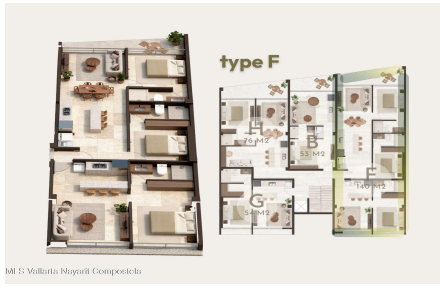 type F
H
76 M2
B
53 M2
F
140 M2
G
54 M2
MLS Vallarta Nayarit Compostela